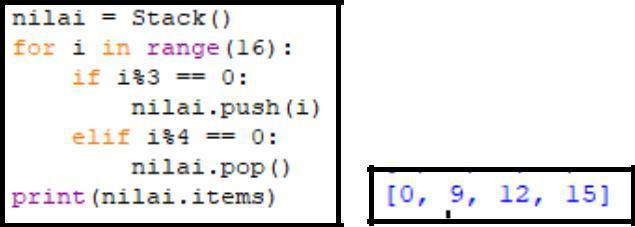 nilai = Stack()
for i in range(16):
    if i%3 == 0:
        nilai.push(i)
    elif i%4 == 0:
        nilai.pop()
print(nilai.items)
[0, 9, 12, 15]